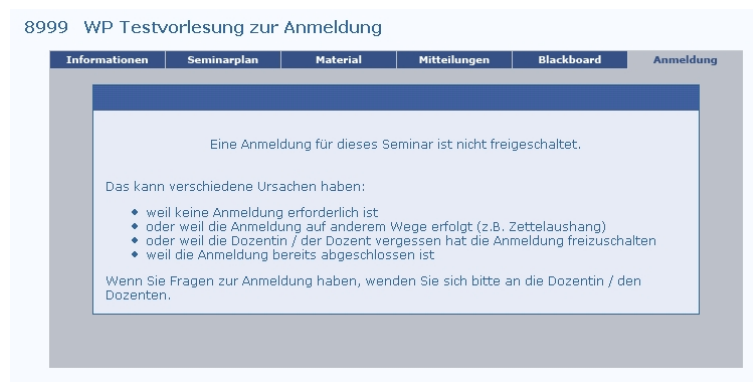 8999 WP Testvorlesung zur Anmeldung
Informationen Seminarplan Material Mitteilungen Blackboard Anmeldung
Eine Anmeldung für dieses Seminar ist nicht freigeschaltet.
Das kann verschiedene Ursachen haben:
weil keine Anmeldung erforderlich ist
oder weil die Anmeldung auf anderem Wege erfolgt (z.B. Zettelaushang)
oder weil die Dozentin / der Dozent vergessen hat die Anmeldung freizuschalten
weil die Anmeldung bereits abgeschlossen ist
Wenn Sie Fragen zur Anmeldung haben, wenden Sie sich bitte an die Dozentin / den
Dozenten.